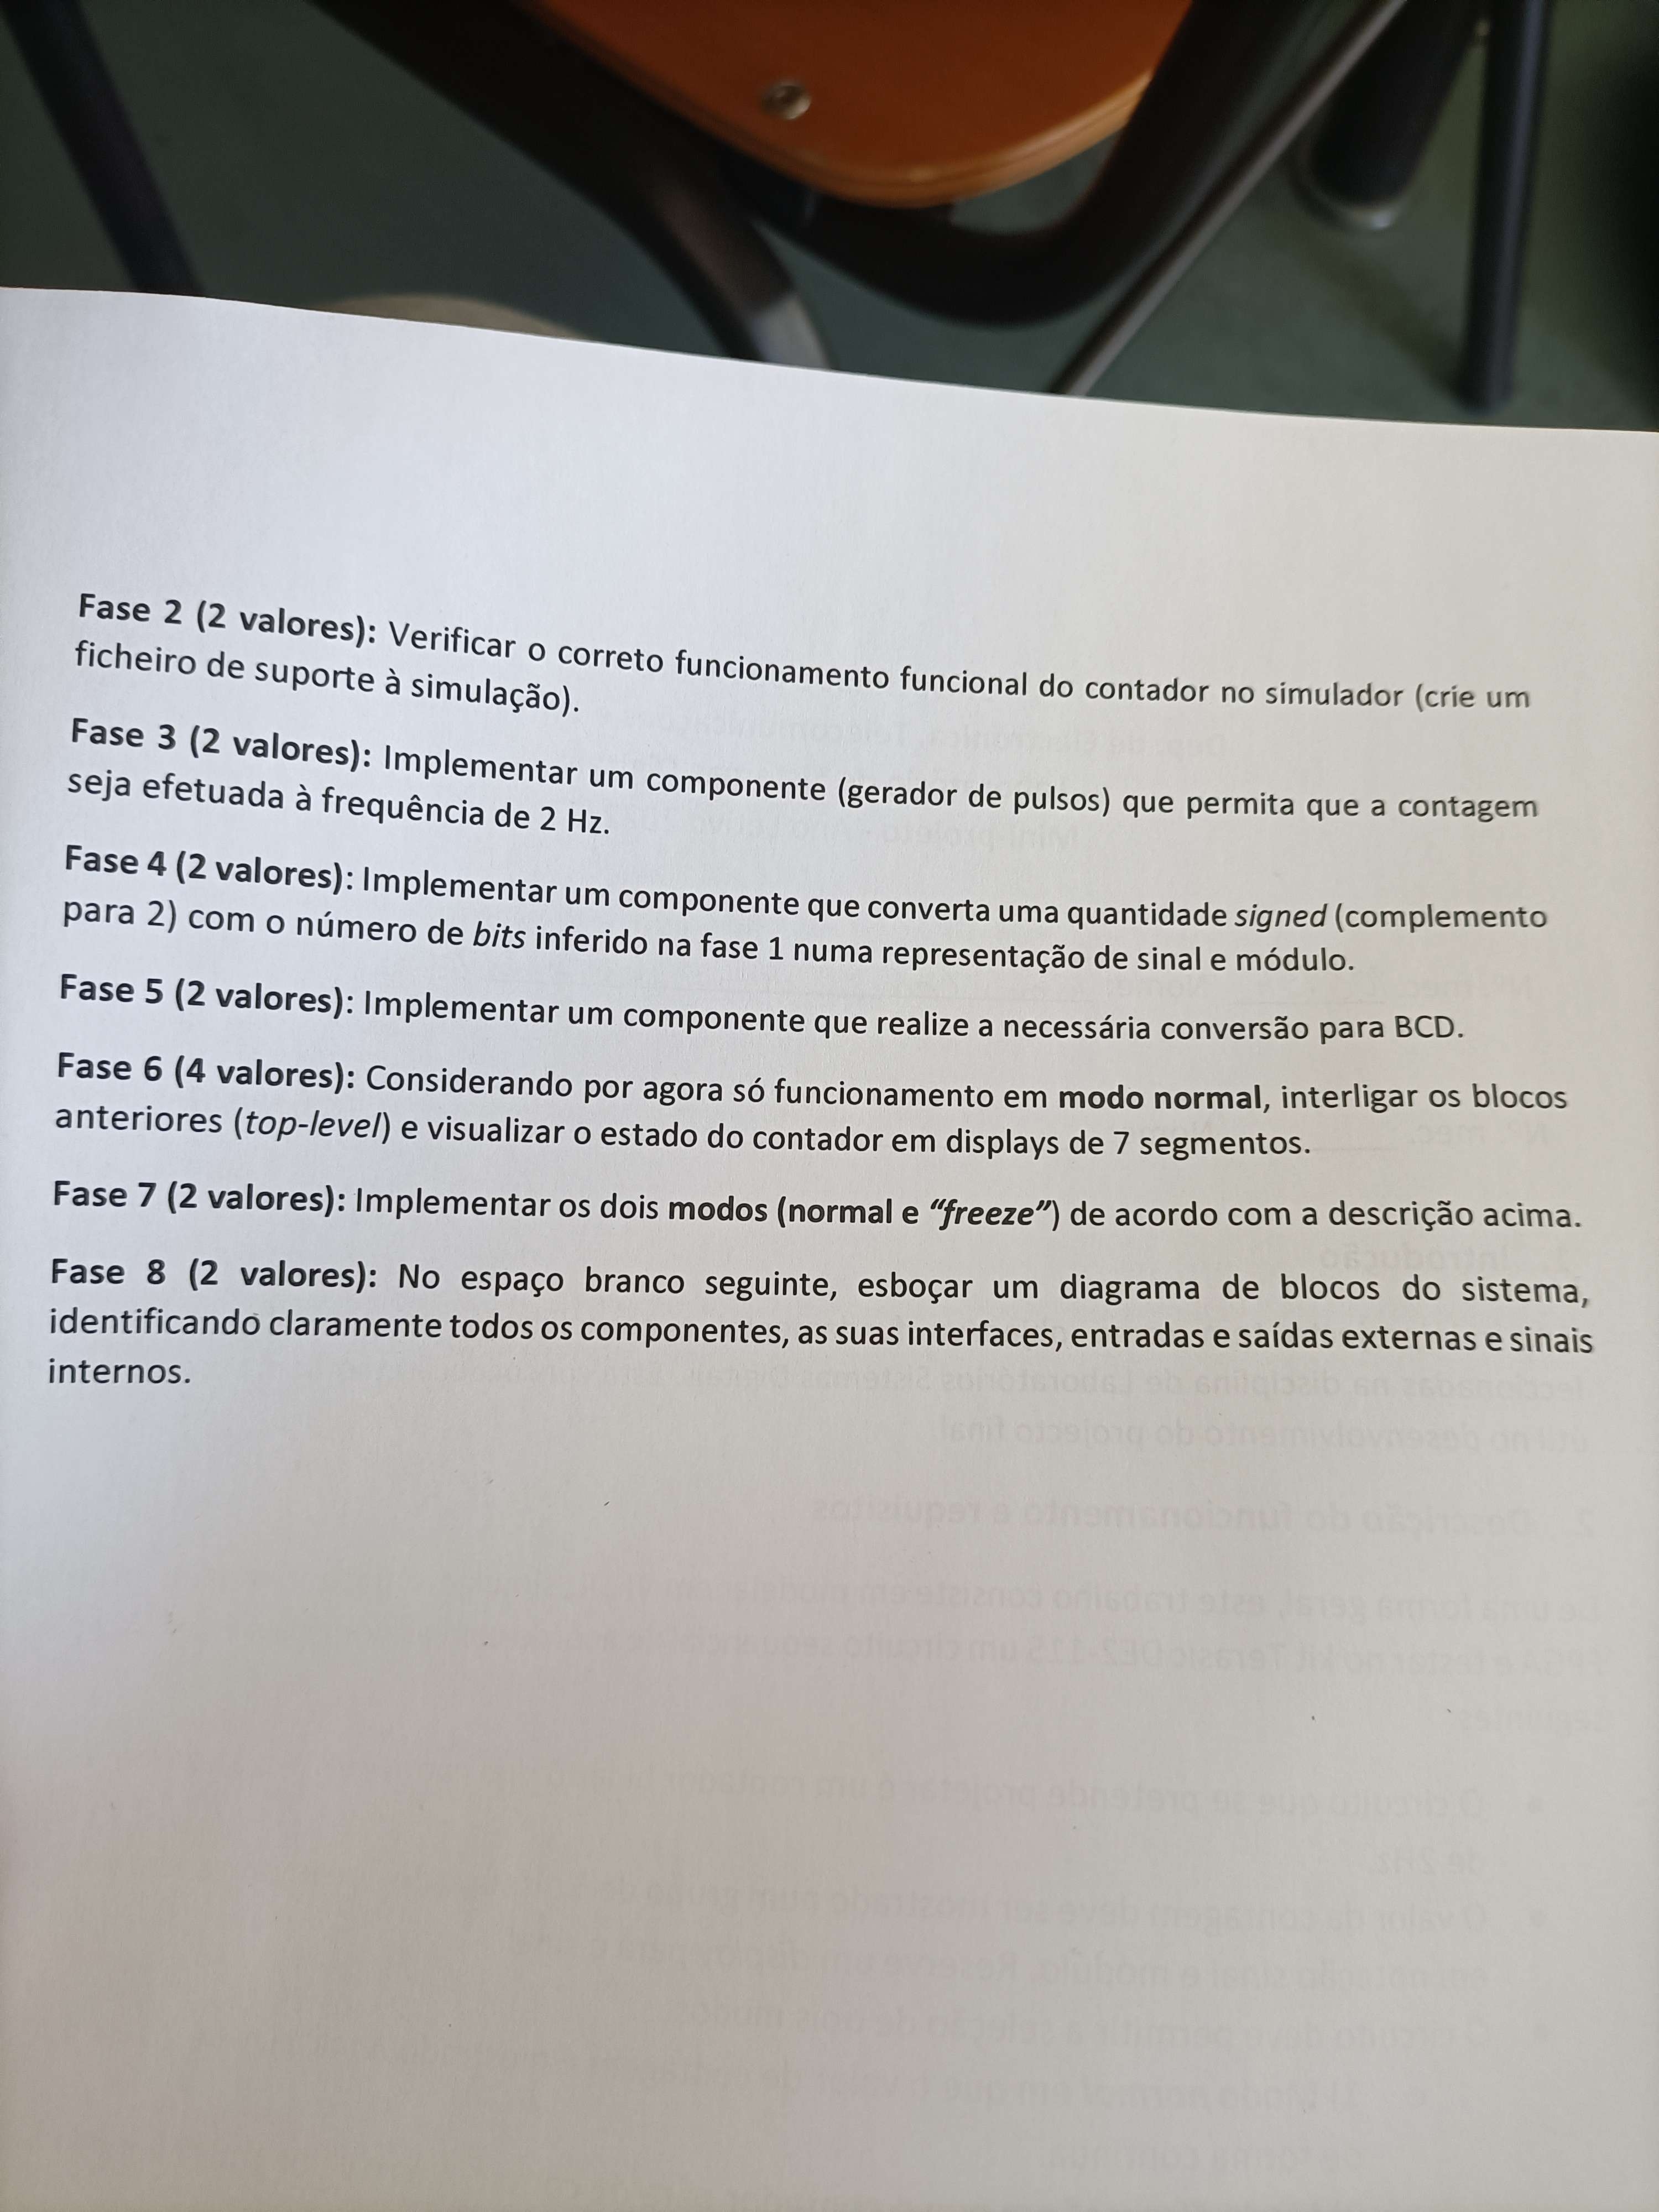 Fase 2 (2 valores): Verificar o correto funcionamento funcional do contador no simulador (crie um
ficheiro de suporte à simulação).
Fase 3 (2 valores): Implementar um componente (gerador de pulsos) que permita que a contagem
seja efetuada à frequência de 2 Hz.
Fase 4 (2 valores): Implementar um componente que converta uma quantidade signed (complemento
para 2) com o número de bits inferido na fase 1 numa representação de sinal e módulo.
Fase 5 (2 valores): Implementar um componente que realize a necessária conversão para BCD.
Fase 6 (4 valores): Considerando por agora só funcionamento em modo normal, interligar os blocos
anteriores (top-level) e visualizar o estado do contador em displays de 7 segmentos.
Fase 7 (2 valores): Implementar os dois modos (normal e “freeze”) de acordo com a descrição acima.
Fase 8 (2 valores): No espaço branco seguinte, esboçar um diagrama de blocos do sistema,
identificando claramente todos os componentes, as suas interfaces, entradas e saídas externas e sinais
internos.